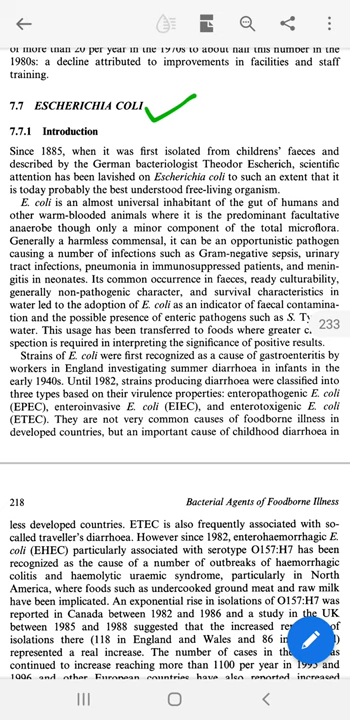 of more than 20 per year in the 1970s to about half this number in the
1980s: a decline attributed to improvements in facilities and staff
training.
7.7 ESCHERICHIA COLI
7.7.1 Introduction
Since 1885, when it was first isolated from childrens' faeces and
described by the German bacteriologist Theodor Escherich, scientific
attention has been lavished on Escherichia coli to such an extent that it
is today probably the best understood free-living organism.
E. coli is an almost universal inhabitant of the gut of humans and
other warm-blooded animals where it is the predominant facultative
anaerobe though only a minor component of the total microflora.
Generally a harmless commensal, it can be an opportunistic pathogen
causing a number of infections such as Gram-negative sepsis, urinary
tract infections, pneumonia in immunosuppressed patients, and menin-
gitis in neonates. Its common occurrence in faeces, ready culturability,
generally non-pathogenic character, and survival characteristics in
water led to the adoption of E. coli as an indicator of faecal contamina-
tion and the possible presence of enteric pathogens such as S. Ty
233
water. This usage has been transferred to foods where greater c.
spection is required in interpreting the significance of positive results.
Strains of E. coli were first recognized as a cause of gastroenteritis by
workers in England investigating summer diarrhoea in infants in the
early 1940s. Until 1982, strains producing diarrhoea were classified into
three types based on their virulence properties: enteropathogenic E. coli
(EPEC), enteroinvasive E. coli (EIEC), and enterotoxigenic E. coli
(ETEC). They are not very common causes of foodborne illness in
developed countries, but an important cause of childhood diarrhoea in
218 Bacterial Agents of Foodborne Illness
less developed countries. ETEC is also frequently associated with so-
called traveller's diarrhoea. However since 1982, enterohaemorrhagic E.
coli (EHEC) particularly associated with serotype O157:H7 has been
recognized as the cause of a number of outbreaks of haemorrhagic
colitis and haemolytic uraemic syndrome, particularly in North
America, where foods such as undercooked ground meat and raw milk
have been implicated. An exponential rise in isolations of O157:H7 was
reported in Canada between 1982 and 1986 and a study in the UK
between 1985 and 1988 suggested that the increased of
isolations there (118 in England and Wales and 86 in
represented a real increase. The number of cases in the as
continued to increase reaching more than 1100 per year in 1995 and
1996 and other European countries have also reported increased